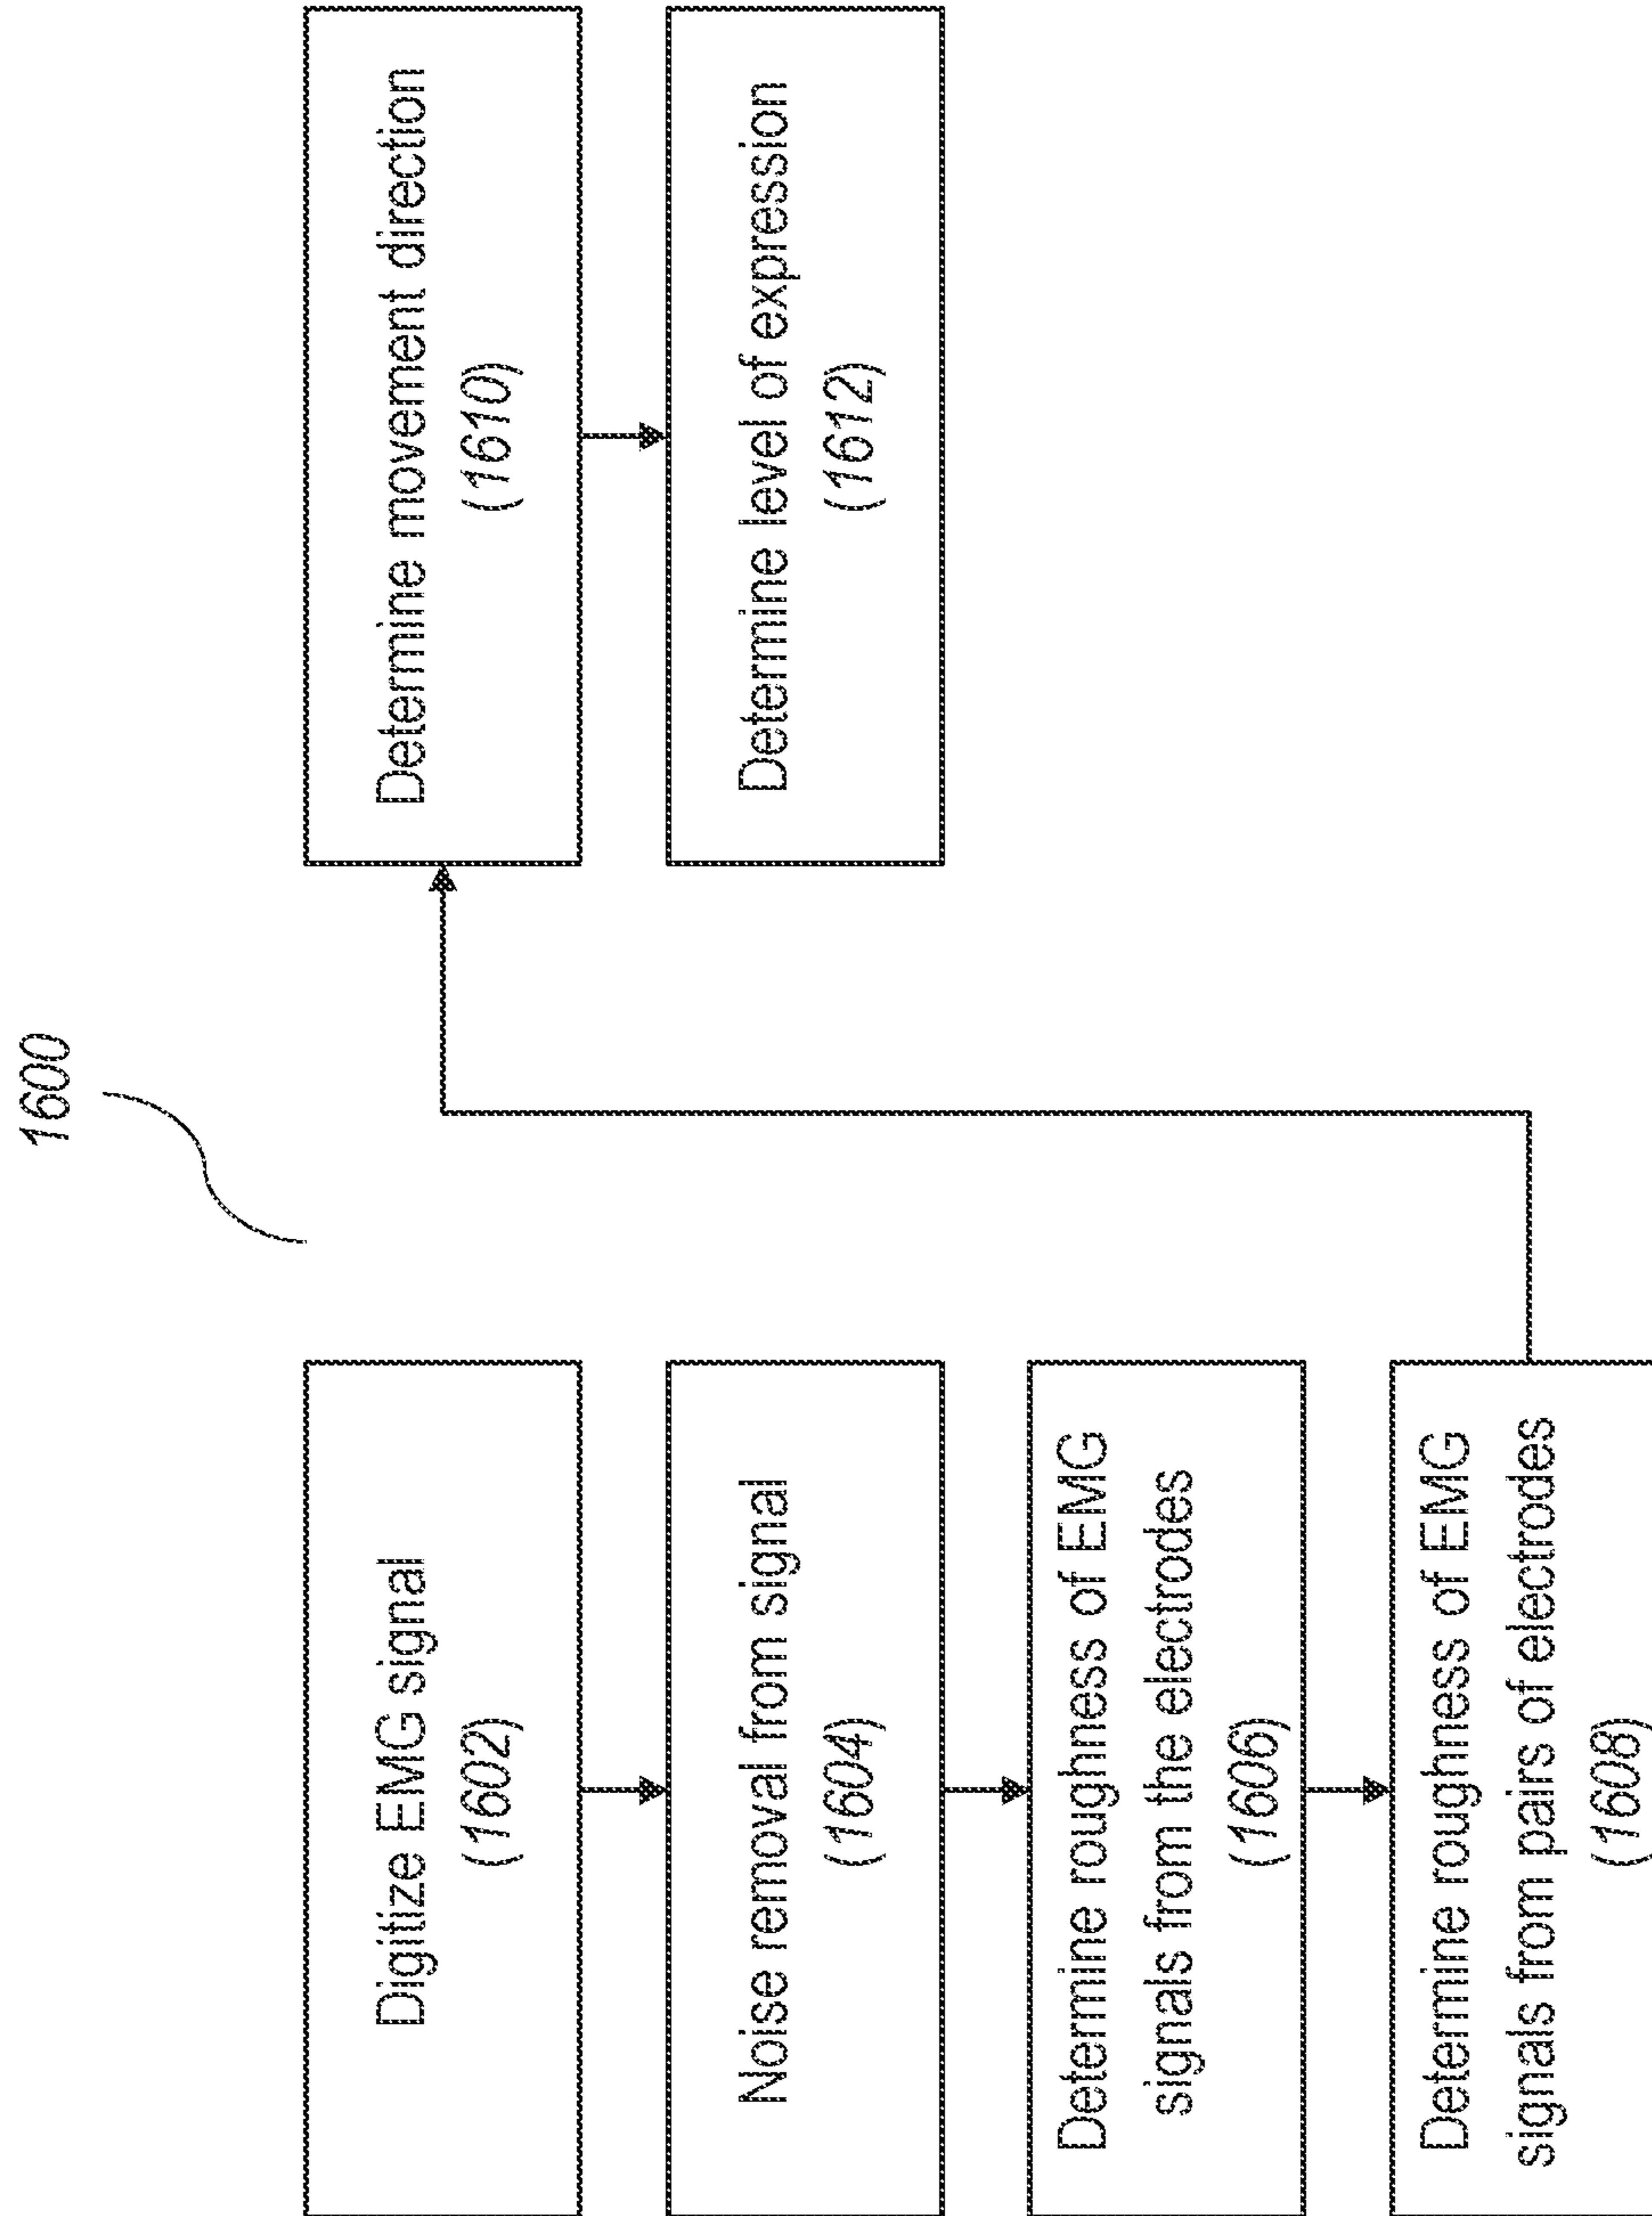 1600
Digitize EMG signal
(1602)
Noise removal from signal
(1604)
Determine roughness of EMG
signals from the electrodes
(1606)
Determine roughness of EMG
signals from pairs of electrodes
(1608)
Determine movement direction
(1610)
Determine level of expression
(1612)